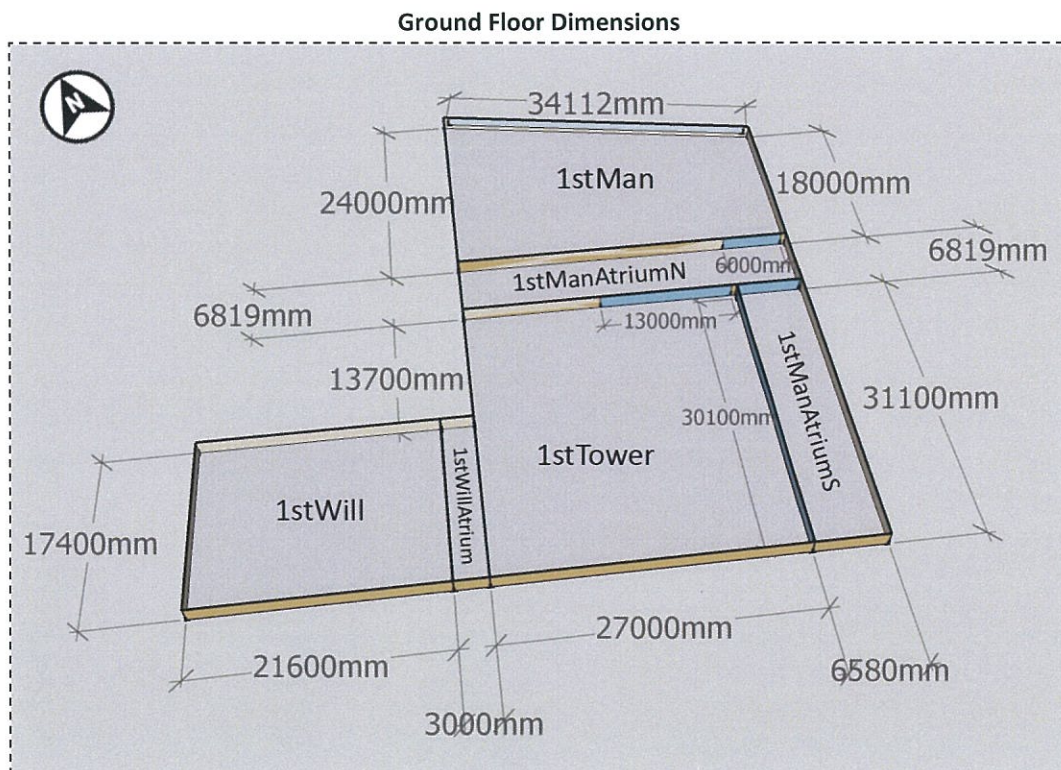 Ground Floor Dimensions
N
34112mm
1stMan
24000mm
18000mm
6819mm
1stManAtriumN
6000mm
6819mm
13000mm
13700mm
1stManAtriumS
30100mm
31100mm
1stTower
1stWillAtrium
1stWill
17400mm
27000mm
21600mm
6580mm
3000mm